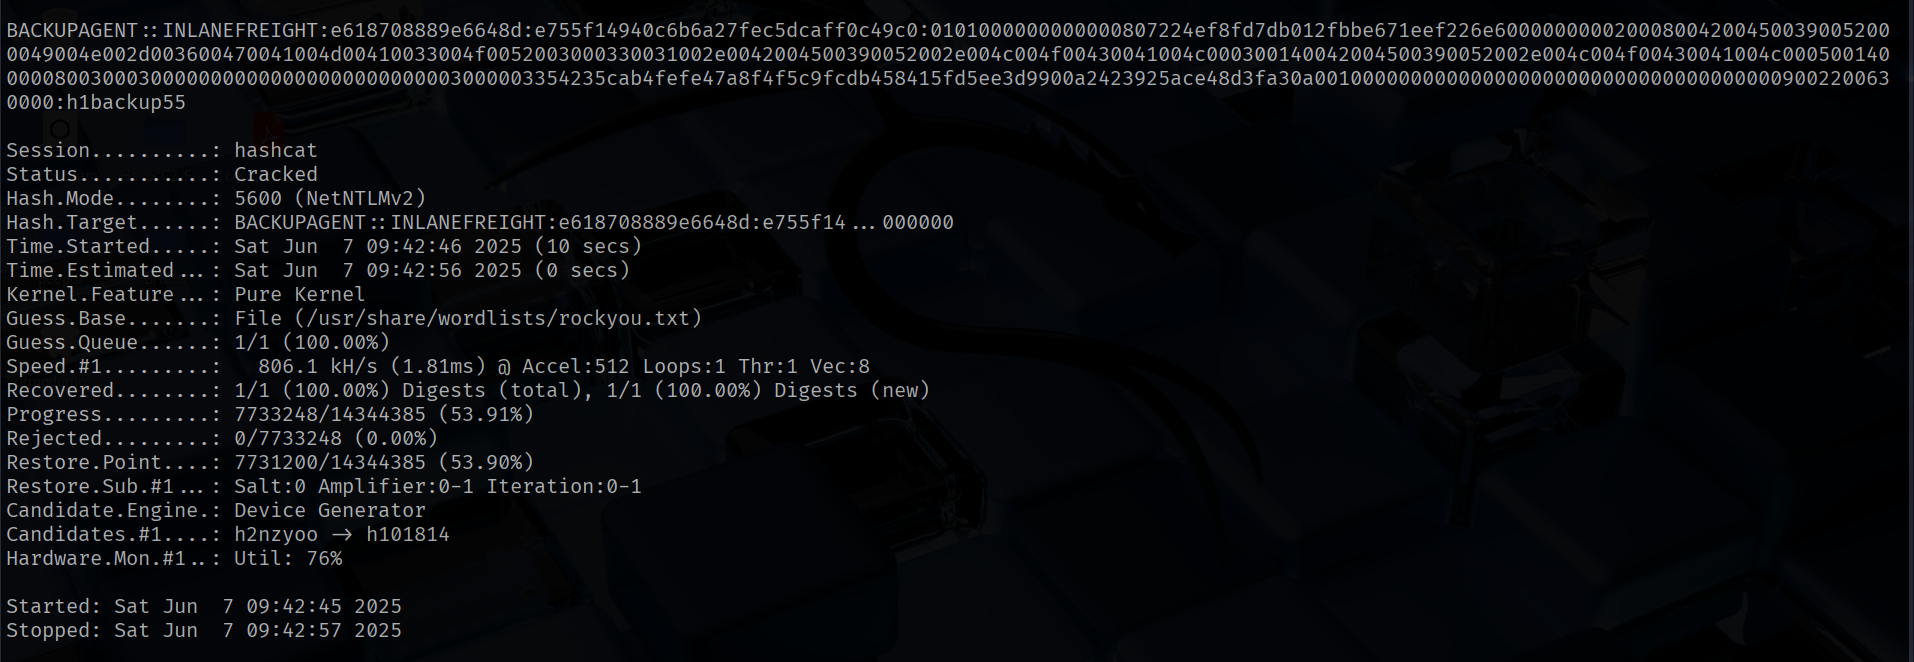 BACKUPAGENT::INLANEFREIGHT:e618708889e6648d:e755f14940c6b6a27fec5dcaff0c49c0:0101000000000000807224ef8fd7db012fbbe671eef226e600000000020008004200450039005200
0049004e002d003600470041004d00410033004f0052003000330031002e0042004500390052002e004c004f00430041004c00030014004200450039005​2002e004c004f00430041004c000500140
00008003000300000000000000000000000003000003354235cab4fefe47a8f4f5c9fcdb458415fd5ee3d9900a2423925ace48d3fa30a001000000000000000000000000000000000000900220063
0000:h1backup55
Session..........: hashcat
Status...........: Cracked
Hash.Mode........: 5600 (NetNTLMv2)
Hash.Target......: BACKUPAGENT::INLANEFREIGHT:e618708889e6648d:e755f14...000000
Time.Started.....: Sat Jun  7 09:42:46 2025 (10 secs)
Time.Estimated...: Sat Jun  7 09:42:56 2025 (0 secs)
Kernel.Feature...: Pure Kernel
Guess.Base.......: File (/usr/share/wordlists/rockyou.txt)
Guess.Queue......: 1/1 (100.00%)
Speed.#1.........:   806.1 kH/s (1.81ms) @ Accel:512 Loops:1 Thr:1 Vec:8
Recovered........: 1/1 (100.00%) Digests (total), 1/1 (100.00%) Digests (new)
Progress.........: 7733248/14344385 (53.91%)
Rejected.........: 0/7733248 (0.00%)
Restore.Point....: 7731200/14344385 (53.90%)
Restore.Sub.#1...: Salt:0 Amplifier:0-1 Iteration:0-1
Candidate.Engine.: Device Generator
Candidates.#1....: h2nzyoo -> h101814
Hardware.Mon.#1..: Util: 76%
Started: Sat Jun  7 09:42:45 2025
Stopped: Sat Jun  7 09:42:57 2025